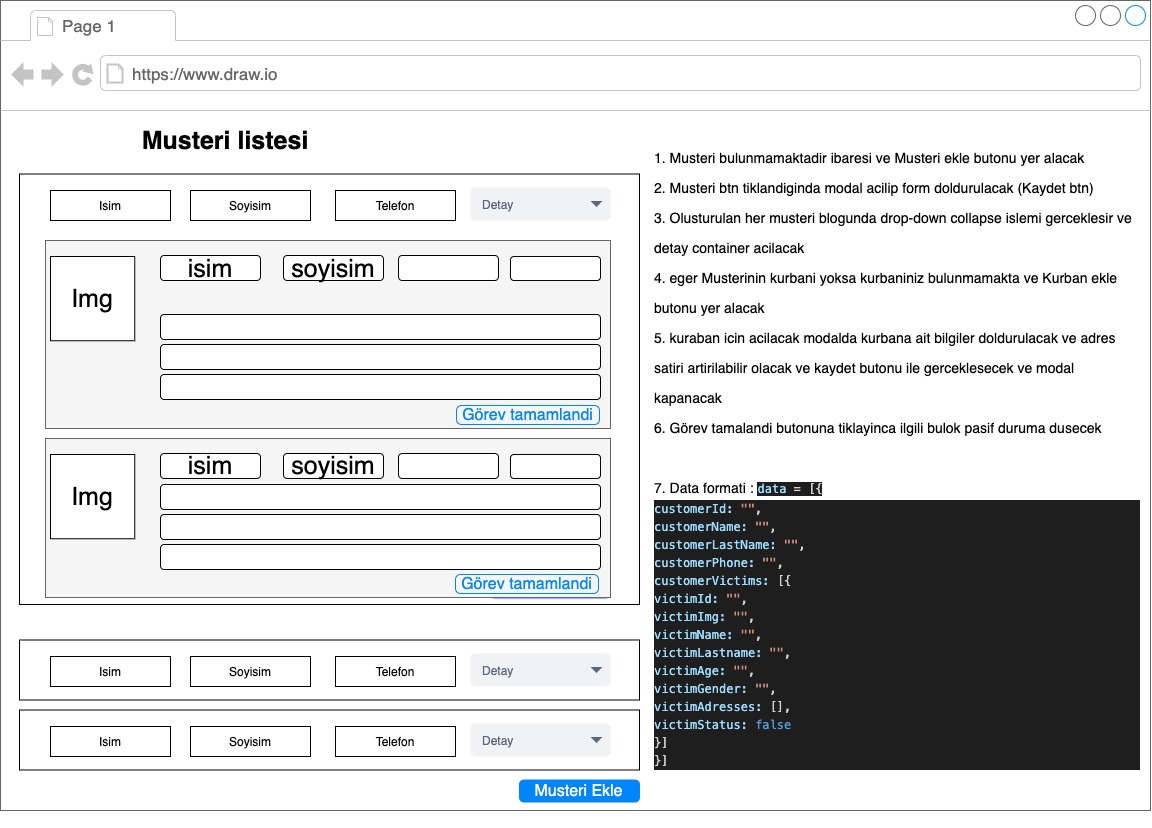 Page 1
https://www.draw.io
Musteri listesi
Isim
Soyisim
Telefon
Detay
Img
isim
soyisim
Görev tamamlandi
Img
isim
soyisim
Görev tamamlandi
Isim
Soyisim
Telefon
Detay
Isim
Soyisim
Telefon
Detay
Musteri Ekle
1. Musteri bulunmamaktadir ibaresi ve Musteri ekle butonu yer alacak
2. Musteri btn tiklandiginda modal acilip form doldurulacak (Kaydet btn)
3. Olusturulan her musteri blogunda drop-down collapse islemi gerceklesir ve
detay container acilacak
4. eger Musterinin kurbani yoksa kurbaniniz bulunmamakta ve Kurban ekle
butonu yer alacak
5. kuraban icin acilacak modalda kurbana ait bilgiler doldurulacak ve adres
satiri artirilabilir olacak ve kaydet butonu ile gerceklesecek ve modal
kapanacak
6. Görev tamalandi butonuna tiklayinca ilgili bulok pasif duruma dusecek
7. Data formati : data = [{
customerId: "",
customerName: "",
customerLastName: "",
customerPhone: "",
customerVictims: [{
victimId: "",
victimImg: "",
victimName: "",
victimLastname: "",
victimAge: "",
victimGender: "",
victimAdresses: [],
victimStatus: false
}]
}]